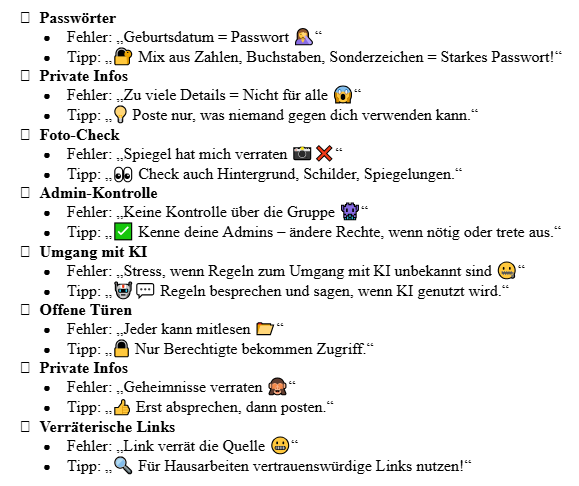 Passwörter
• Fehler: „Geburtsdatum = Passwort 🤦‍♀️“
• Tipp: „🔐 Mix aus Zahlen, Buchstaben, Sonderzeichen = Starkes Passwort!“
Private Infos
• Fehler: „Zu viele Details = Nicht für alle 😱“
• Tipp: „💡 Poste nur, was niemand gegen dich verwenden kann.“
Foto-Check
• Fehler: „Spiegel hat mich verraten 📸❌“
• Tipp: „👀 Check auch Hintergrund, Schilder, Spiegelungen.“
Admin-Kontrolle
• Fehler: „Keine Kontrolle über die Gruppe 👾“
• Tipp: „✅ Kenne deine Admins – ändere Rechte, wenn nötig oder trete aus.“
Umgang mit KI
• Fehler: „Stress, wenn Regeln zum Umgang mit KI unbekannt sind 🤐“
• Tipp: „🤖💬 Regeln besprechen und sagen, wenn KI genutzt wird.“
Offene Türen
• Fehler: „Jeder kann mitlesen 📂“
• Tipp: „🔒 Nur Berechtigte bekommen Zugriff.“
Private Infos
• Fehler: „Geheimnisse verraten 🙈“
• Tipp: „👍 Erst absprechen, dann posten.“
Verräterische Links
• Fehler: „Link verrät die Quelle 😬“
• Tipp: „🔍 Für Hausarbeiten vertrauenswürdige Links nutzen!“